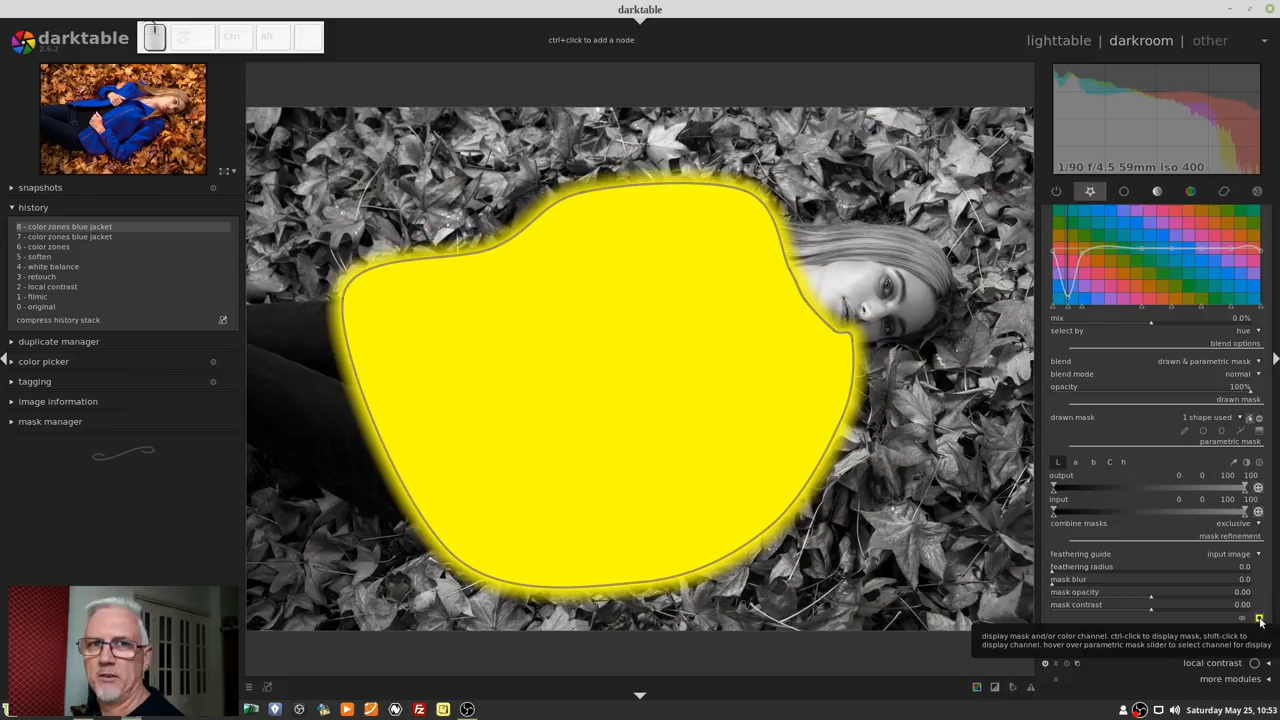 darktable
darktable
2.6.2
Ctrl
Alt
ctrl+click to add a node
lighttable | darkroom | other
1/90 f/4.5 59mm iso 400
snapshots
history
8 - color zones blue jacket
7 - color zones blue jacket
6 - color zones
5 - soften
4 - white balance
3 - retouch
2 - local contrast
1 - filmic
0 - original
compress history stack
duplicate manager
color picker
tagging
image information
mask manager
mix 0.0%
select by hue
blend options
blend drawn & parametric mask
blend mode normal
opacity 100%
drawn mask
drawn mask 1 shape used
parametric mask
L a b C h
output 0 0 100 100
input 0 0 100 100
combine masks exclusive
mask refinement
feathering guide input image
feathering radius 0.0
mask blur 0.0
mask opacity 0.00
mask contrast 0.00
display mask and/or color channel. ctrl-click to display mask, shift-click to
display channel. hover over parametric mask slider to select channel for display
local contrast
more modules
Saturday May 25, 10:53